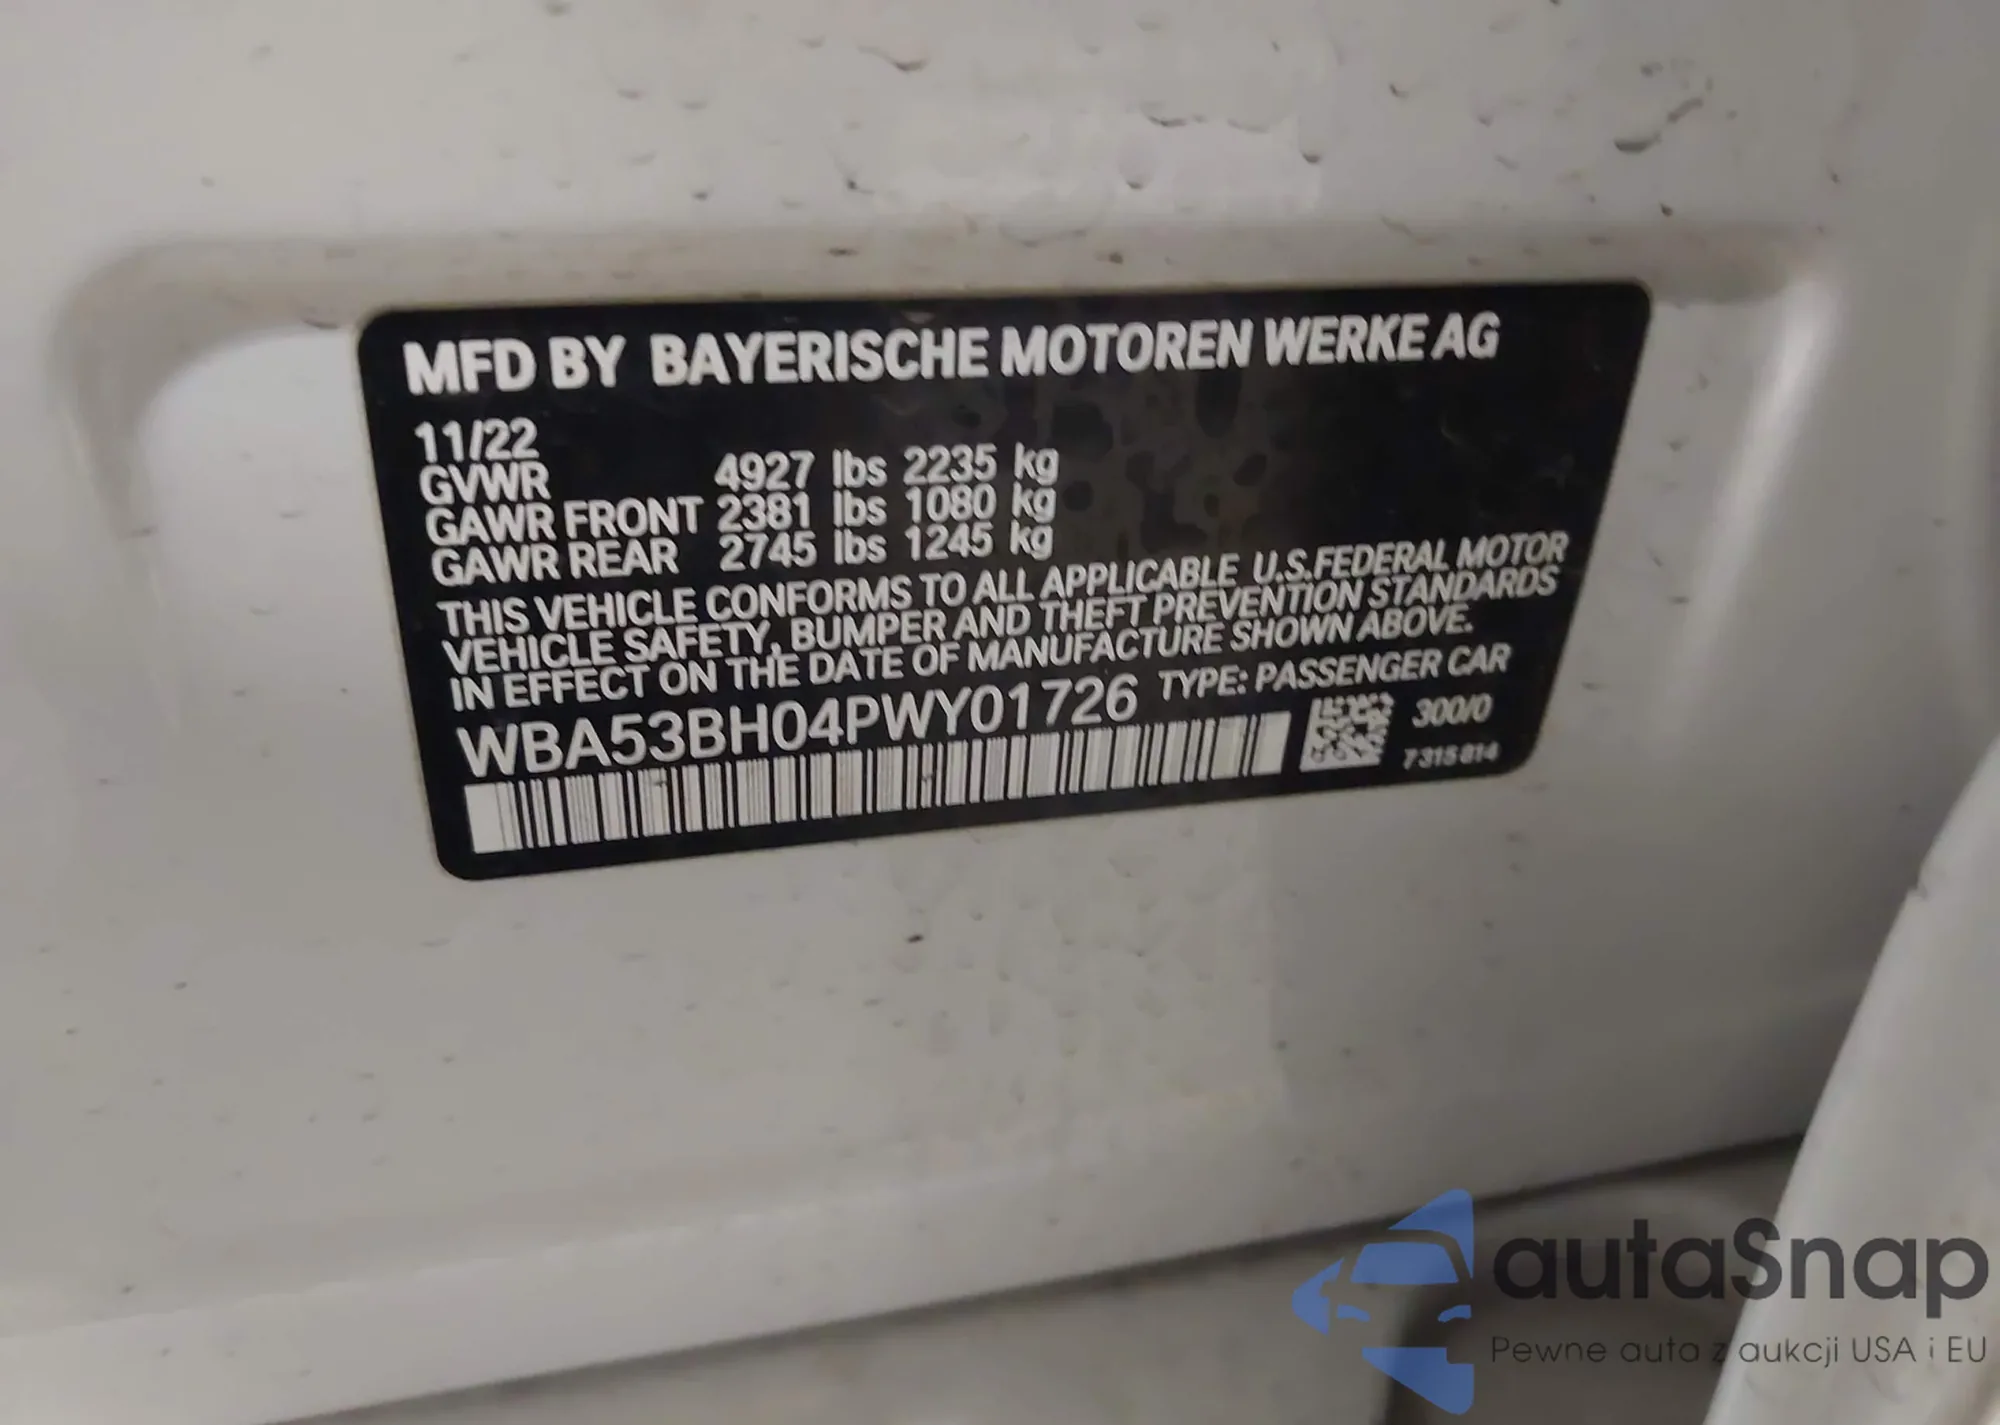 MFD BY BAYERISCHE MOTOREN WERKE AG
11/22
GVWR 4927 lbs 2235 kg
GAWR FRONT 2381 lbs 1080 kg
GAWR REAR 2745 lbs 1245 kg
THIS VEHICLE CONFORMS TO ALL APPLICABLE U.S.FEDERAL MOTOR
VEHICLE SAFETY, BUMPER AND THEFT PREVENTION STANDARDS
IN EFFECT ON THE DATE OF MANUFACTURE SHOWN ABOVE.
WBA53BH04PWY01726 TYPE: PASSENGER CAR
300/0
7 315 814
autaSnap
Pewne auta z aukcji USA i EU